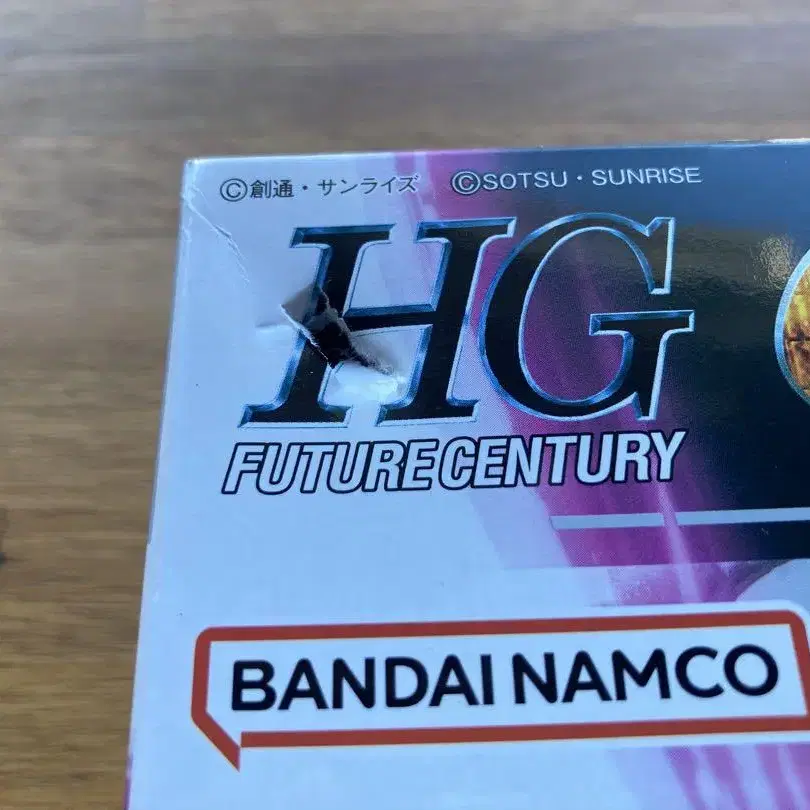 ©創通・サンライズ ©SOTSU・SUNRISE
HG
FUTURE CENTURY
BANDAI NAMCO